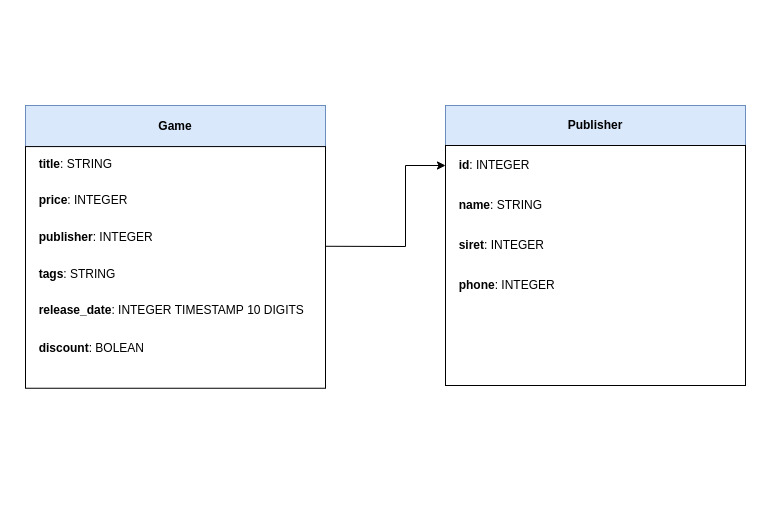 Game
title: STRING
price: INTEGER
publisher: INTEGER
tags: STRING
release_date: INTEGER TIMESTAMP 10 DIGITS
discount: BOLEAN
Publisher
id: INTEGER
name: STRING
siret: INTEGER
phone: INTEGER